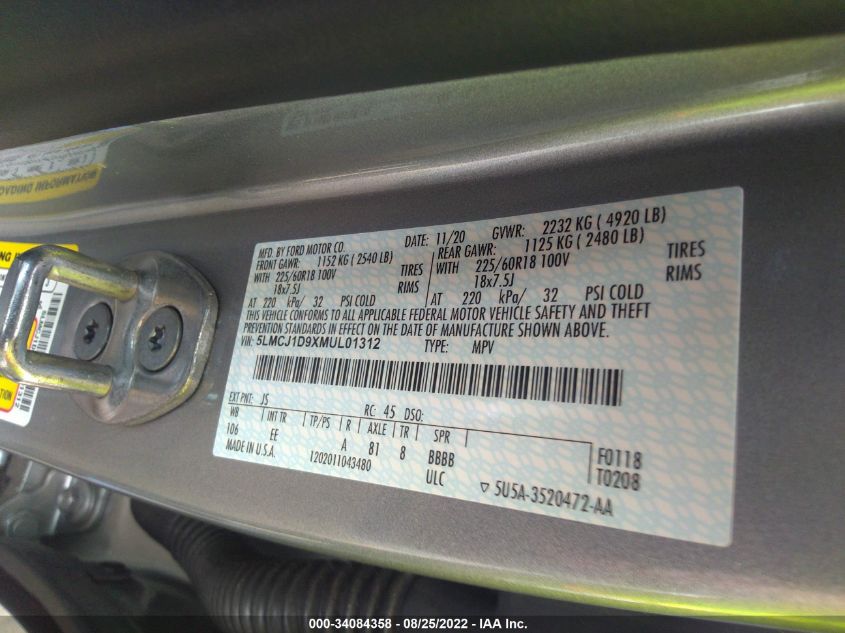 MFD. BY FORD MOTOR CO.
DATE: 11/20 GVWR: 2232 KG ( 4920 LB)
FRONT GAWR: 1152 KG ( 2540 LB)
REAR GAWR: 1125 KG ( 2480 LB)
WITH 225/60R18 100V TIRES
WITH 225/60R18 100V TIRES
18x7.5J RIMS
18x7.5J RIMS
AT 220 kPa/ 32 PSI COLD
AT 220 kPa/ 32 PSI COLD
THIS VEHICLE CONFORMS TO ALL APPLICABLE FEDERAL MOTOR VEHICLE SAFETY AND THEFT
PREVENTION STANDARDS IN EFFECT ON THE DATE OF MANUFACTURE SHOWN ABOVE.
VIN: 5LMCJ1D9XMUL01312 TYPE: MPV
EXT PNT: JS RC: 45 DSO:
WB INT TR TP/PS R AXLE TR SPR
106 EE A 81 8 BBBB
F0118
MADE IN U.S.A. 1202011043480 ULC
T0208
▽ 5U5A-3520472-AA
000-34084358 - 08/25/2022 - IAA Inc.